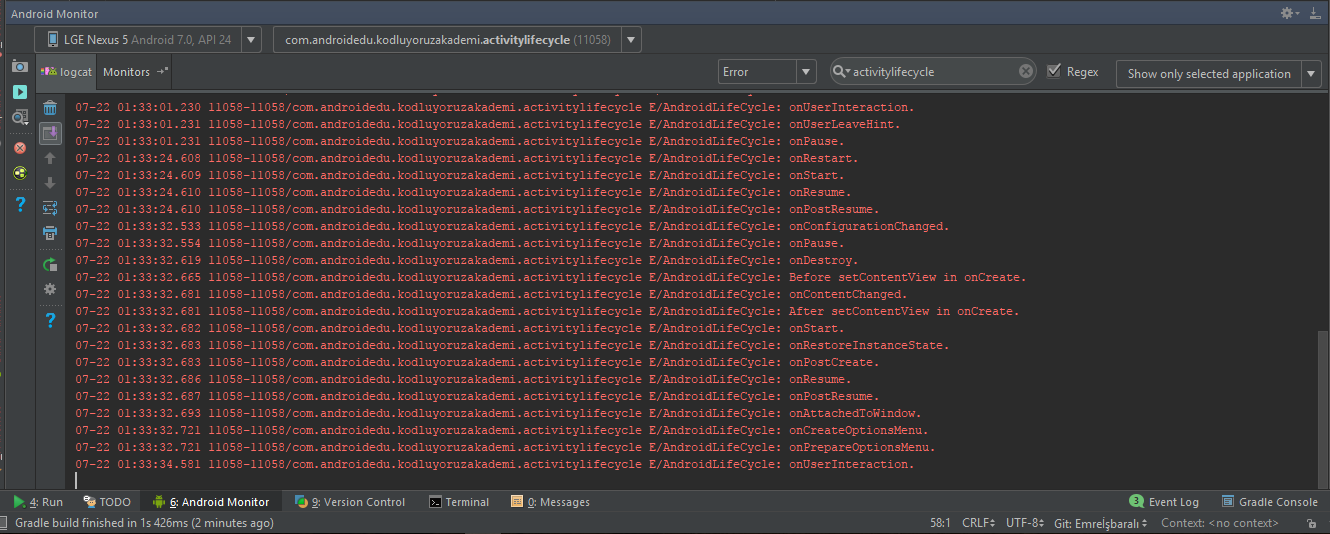 Android Monitor
LGE Nexus 5 Android 7.0, API 24 com.androidedu.kodluyoruzakademi.activitylifecycle (11058)
logcat Monitors Error activitylifecycle Regex Show only selected application
07-22 01:33:01.230 11058-11058/com.androidedu.kodluyoruzakademi.activitylifecycle E/AndroidLifeCycle: onUserInteraction.
07-22 01:33:01.231 11058-11058/com.androidedu.kodluyoruzakademi.activitylifecycle E/AndroidLifeCycle: onUserLeaveHint.
07-22 01:33:01.231 11058-11058/com.androidedu.kodluyoruzakademi.activitylifecycle E/AndroidLifeCycle: onPause.
07-22 01:33:24.608 11058-11058/com.androidedu.kodluyoruzakademi.activitylifecycle E/AndroidLifeCycle: onRestart.
07-22 01:33:24.609 11058-11058/com.androidedu.kodluyoruzakademi.activitylifecycle E/AndroidLifeCycle: onStart.
07-22 01:33:24.610 11058-11058/com.androidedu.kodluyoruzakademi.activitylifecycle E/AndroidLifeCycle: onResume.
07-22 01:33:24.610 11058-11058/com.androidedu.kodluyoruzakademi.activitylifecycle E/AndroidLifeCycle: onPostResume.
07-22 01:33:32.533 11058-11058/com.androidedu.kodluyoruzakademi.activitylifecycle E/AndroidLifeCycle: onConfigurationChanged.
07-22 01:33:32.554 11058-11058/com.androidedu.kodluyoruzakademi.activitylifecycle E/AndroidLifeCycle: onPause.
07-22 01:33:32.619 11058-11058/com.androidedu.kodluyoruzakademi.activitylifecycle E/AndroidLifeCycle: onDestroy.
07-22 01:33:32.665 11058-11058/com.androidedu.kodluyoruzakademi.activitylifecycle E/AndroidLifeCycle: Before setContentView in onCreate.
07-22 01:33:32.681 11058-11058/com.androidedu.kodluyoruzakademi.activitylifecycle E/AndroidLifeCycle: onContentChanged.
07-22 01:33:32.681 11058-11058/com.androidedu.kodluyoruzakademi.activitylifecycle E/AndroidLifeCycle: After setContentView in onCreate.
07-22 01:33:32.682 11058-11058/com.androidedu.kodluyoruzakademi.activitylifecycle E/AndroidLifeCycle: onStart.
07-22 01:33:32.683 11058-11058/com.androidedu.kodluyoruzakademi.activitylifecycle E/AndroidLifeCycle: onRestoreInstanceState.
07-22 01:33:32.683 11058-11058/com.androidedu.kodluyoruzakademi.activitylifecycle E/AndroidLifeCycle: onPostCreate.
07-22 01:33:32.686 11058-11058/com.androidedu.kodluyoruzakademi.activitylifecycle E/AndroidLifeCycle: onResume.
07-22 01:33:32.687 11058-11058/com.androidedu.kodluyoruzakademi.activitylifecycle E/AndroidLifeCycle: onPostResume.
07-22 01:33:32.693 11058-11058/com.androidedu.kodluyoruzakademi.activitylifecycle E/AndroidLifeCycle: onAttachedToWindow.
07-22 01:33:32.721 11058-11058/com.androidedu.kodluyoruzakademi.activitylifecycle E/AndroidLifeCycle: onCreateOptionsMenu.
07-22 01:33:32.721 11058-11058/com.androidedu.kodluyoruzakademi.activitylifecycle E/AndroidLifeCycle: onPrepareOptionsMenu.
07-22 01:33:34.581 11058-11058/com.androidedu.kodluyoruzakademi.activitylifecycle E/AndroidLifeCycle: onUserInteraction.
4: Run TODO 6: Android Monitor 9: Version Control Terminal 0: Messages 3 Event Log Gradle Console
Gradle build finished in 1s 426ms (2 minutes ago) 58:1 CRLF UTF-8 Git: Emreİşbaralı Context: <no context>